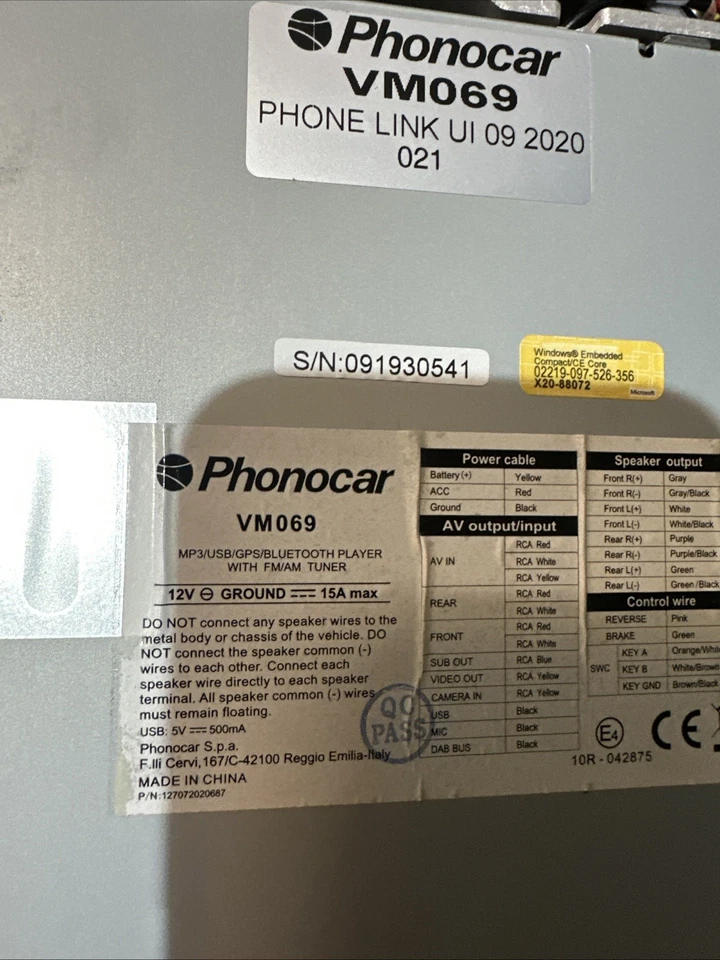 Phonocar
VM069
PHONE LINK UI 09 2020
021
S/N:091930541
Windows® Embedded
Compact/CE Core
02219-097-526-356
X20-88072
Microsoft
Phonocar
VM069
MP3/USB/GPS/BLUETOOTH PLAYER
WITH FM/AM TUNER
12V GROUND 15A max
DO NOT connect any speaker wires to the
metal body or chassis of the vehicle. DO
NOT connect the speaker common (-)
wires to each other. Connect each
speaker wire directly to each speaker
terminal. All speaker common (-) wires
must remain floating.
USB: 5V 500mA
Phonocar S.p.a.
F.lli Cervi,167/C-42100 Reggio Emilia-Italy
MADE IN CHINA
P/N:127072020687
QC
PASS
Power cable
Battery(+) Yellow
ACC Red
Ground Black
AV output/input
AV IN RCA Red
RCA White
RCA Yellow
REAR RCA Red
RCA White
FRONT RCA Red
RCA White
SUB OUT RCA Blue
VIDEO OUT RCA Yellow
CAMERA IN RCA Yellow
USB Black
MIC Black
DAB BUS Black
Speaker output
Front R(+) Gray
Front R(-) Gray/Black
Front L(+) White
Front L(-) White/Black
Rear R(+) Purple
Rear R(-) Purple/Black
Rear L(+) Green
Rear L(-) Green/Black
Control wire
REVERSE Pink
BRAKE Green
SWC KEY A Orange/White
KEY B White/Brown
KEY GND Brown/Black
E4
CE
10R - 042875